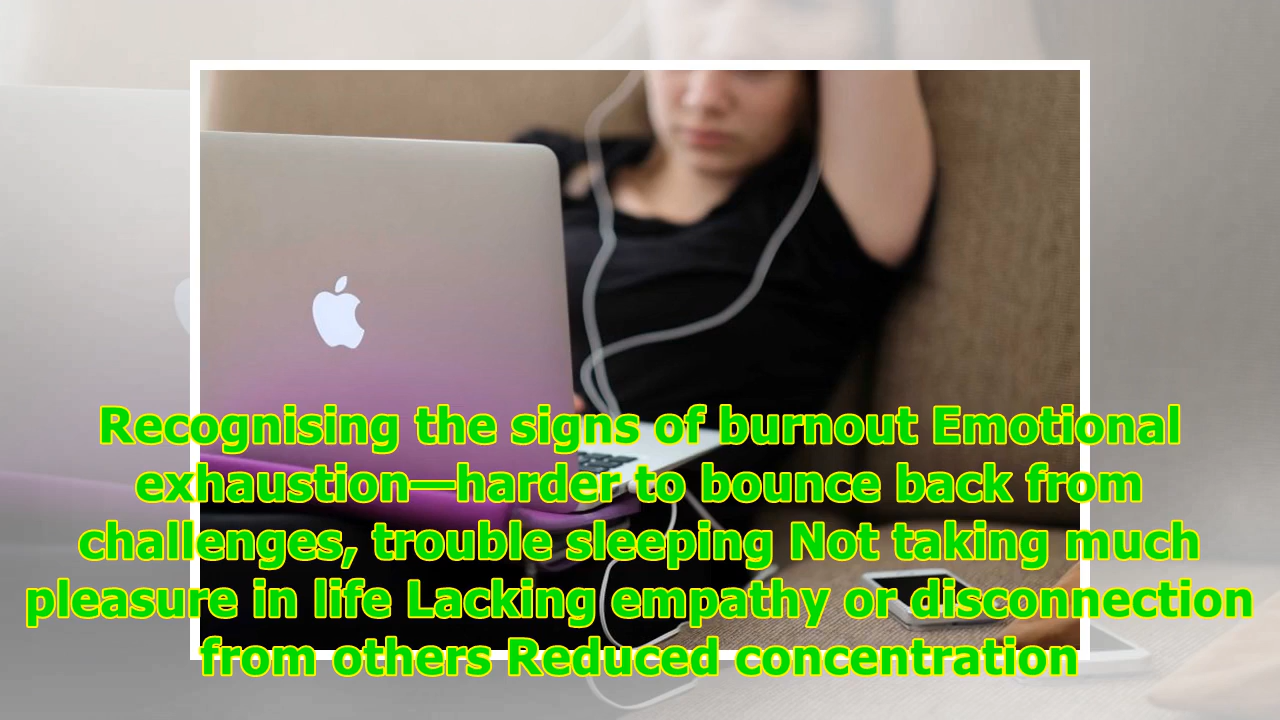 Recognising the signs of burnout Emotional
exhaustion—harder to bounce back from
challenges, trouble sleeping Not taking much
pleasure in life Lacking empathy or disconnection
from others Reduced concentration